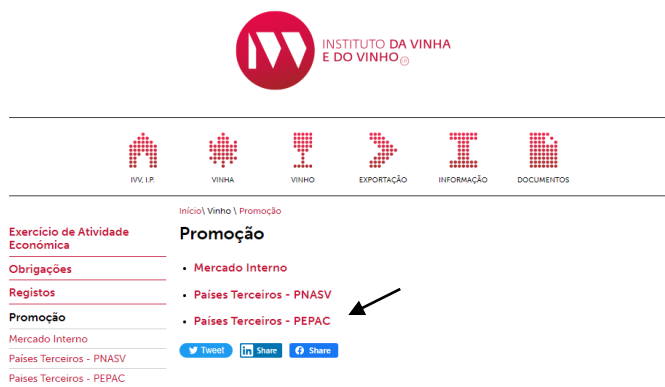 INSTITUTO DA VINHA
E DO VINHO
IVV, I.P.
VINHA
VINHO
EXPORTAÇÃO
INFORMAÇÃO
DOCUMENTOS
Início\ Vinho \ Promoção
Exercício de Atividade
Económica
Obrigações
Registos
Promoção
Mercado Interno
Países Terceiros - PNASV
Países Terceiros - PEPAC
Promoção
• Mercado Interno
• Países Terceiros - PNASV
• Países Terceiros - PEPAC
Tweet
in Share
Share